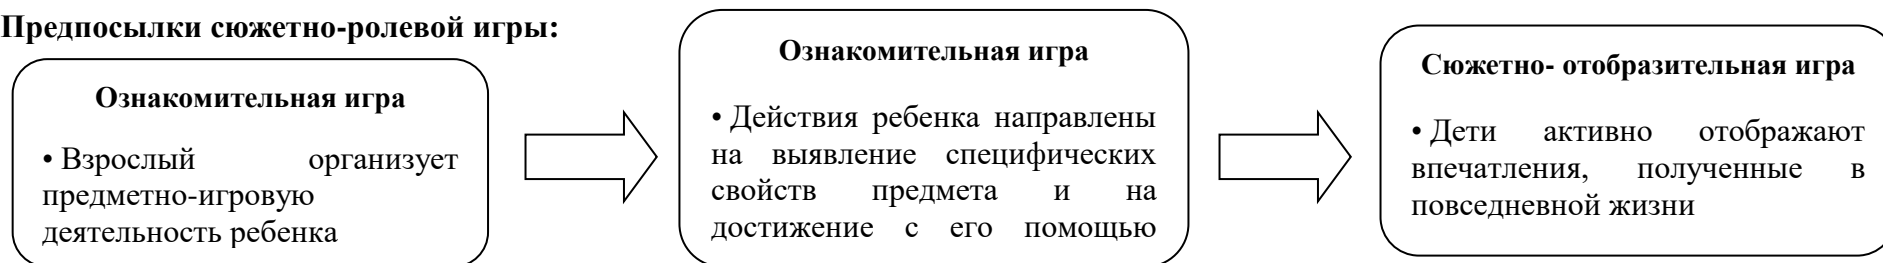 Предпосылки сюжетно-ролевой игры:
Ознакомительная игра
• Взрослый организует
предметно-игровую
деятельность ребенка
Ознакомительная игра
• Действия ребенка направлены
на выявление специфических
свойств предмета и на
достижение с его помощью
Сюжетно- отобразительная игра
• Дети активно отображают
впечатления, полученные в
повседневной жизни